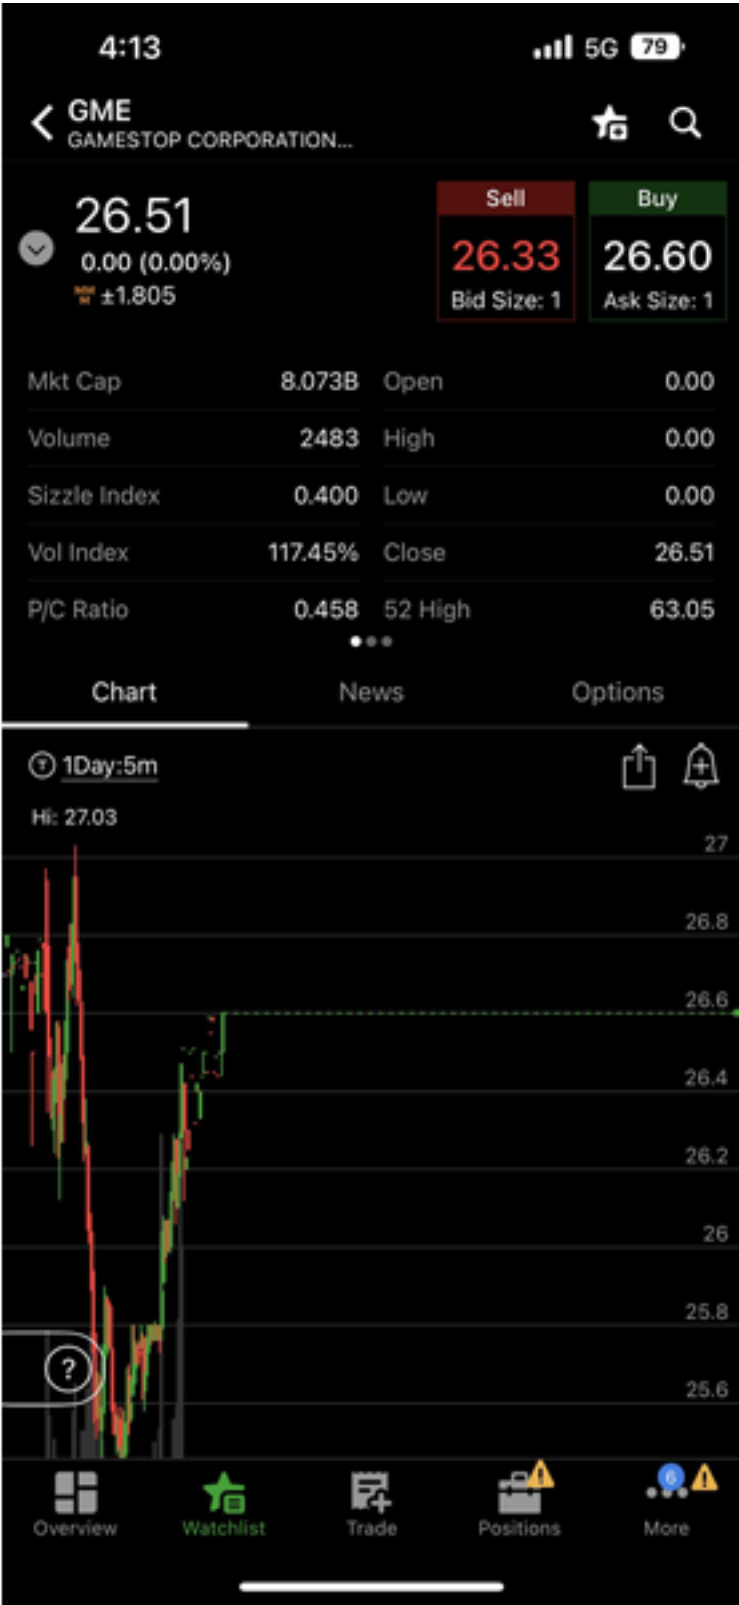 4:13 5G 79
GME
GAMESTOP CORPORATION...
26.51
0.00 (0.00%)
±1.805
Sell
26.33
Bid Size: 1
Buy
26.60
Ask Size: 1
Mkt Cap 8.073B Open 0.00
Volume 2483 High 0.00
Sizzle Index 0.400 Low 0.00
Vol Index 117.45% Close 26.51
P/C Ratio 0.458 52 High 63.05
Chart News Options
T 1Day:5m
Hi: 27.03
27
26.8
26.6
26.4
26.2
26
25.8
25.6
?
6
Overview Watchlist Trade Positions More